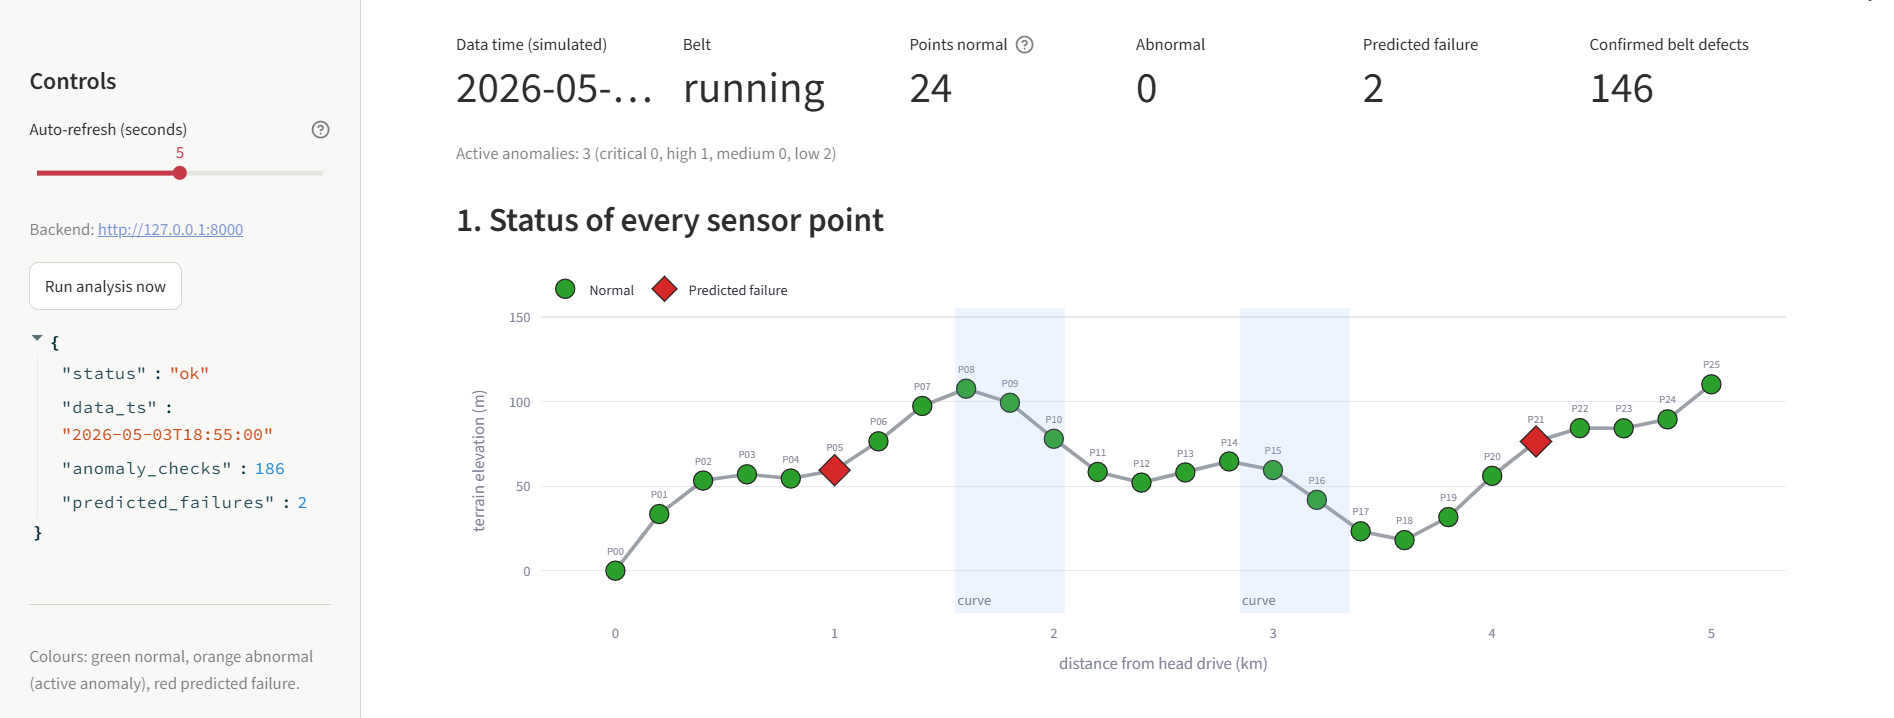 Controls
Auto-refresh (seconds)
5
Backend: http://127.0.0.1:8000
Run analysis now
{
"status" : "ok"
"data_ts" :
"2026-05-03T18:55:00"
"anomaly_checks" : 186
"predicted_failures" : 2
}
Colours: green normal, orange abnormal
(active anomaly), red predicted failure.
Data time (simulated)
2026-05-…
Belt
running
Points normal
24
Abnormal
0
Predicted failure
2
Confirmed belt defects
146
Active anomalies: 3 (critical 0, high 1, medium 0, low 2)
1. Status of every sensor point
Normal
Predicted failure
terrain elevation (m)
150
100
50
0
P00
P01
P02
P03
P04
P05
P06
P07
P08
P09
P10
P11
P12
P13
P14
P15
P16
P17
P18
P19
P20
P21
P22
P23
P24
P25
curve
curve
0 1 2 3 4 5
distance from head drive (km)